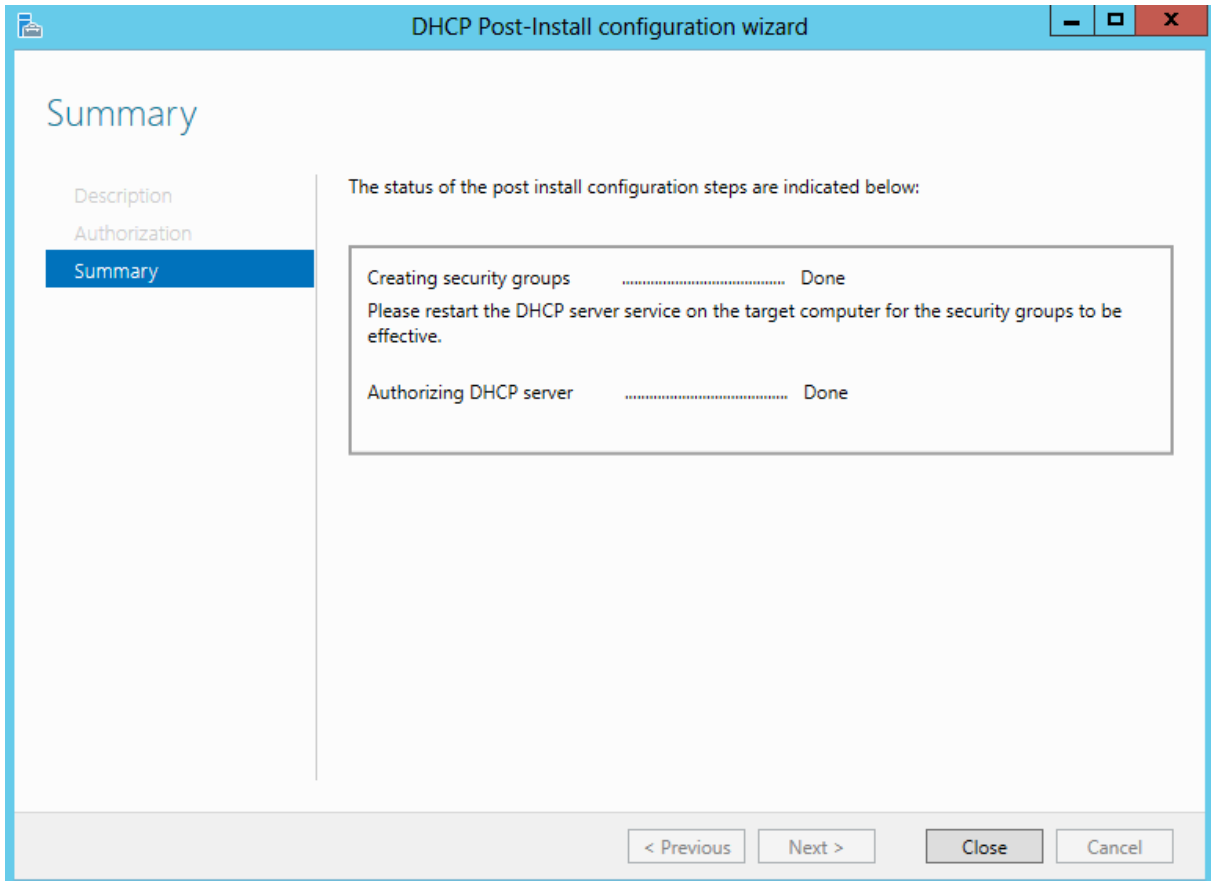 DHCP Post-Install configuration wizard
Summary
Description
Authorization
Summary
The status of the post install configuration steps are indicated below:
Creating security groups ........................................ Done
Please restart the DHCP server service on the target computer for the security groups to be
effective.
Authorizing DHCP server ........................................ Done
< Previous
Next >
Close
Cancel